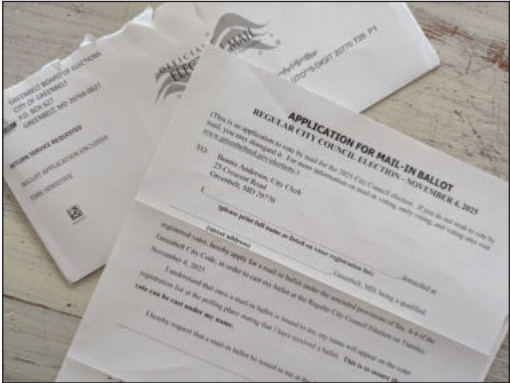 GREENBELT BOARD OF ELECTIONS
CITY OF GREENBELT
P.O. BOX 627
GREENBELT, MD 20768-0627
RETURN SERVICE REQUESTED
BALLOT APPLICATION ENCLOSED
TIME SENSITIVE
OFFICIAL
ELECTION
MAIL
APPLICATION FOR MAIL-IN BALLOT
REGULAR CITY COUNCIL ELECTION - NOVEMBER 4, 2025
(This is an application to vote by mail for the 2025 City Council election. If you do not wish to vote by
mail, you may disregard it. For more information on mail-in voting, early voting, and voting sites visit
www.greenbeltmd.gov/elections.)
TO: Bonita Anderson, City Clerk
25 Crescent Road
Greenbelt, MD 20770
I,
(please print full name as listed on voter registration list)
, domiciled at
(street address)
, Greenbelt, MD, being a qualified,
registered voter, hereby apply for a mail-in ballot under the amended provisions of Sec. 8-4 of the
Greenbelt City Code, in order to cast my ballot at the Regular City Council Election on Tuesday,
November 4, 2025.
I understand that once a mail-in ballot is issued to me, my name will appear on the voter
registration list at the polling place stating that I have received a ballot. This is to assure that
vote can be cast under my name.
I hereby request that a mail-in ballot be issued to me at the